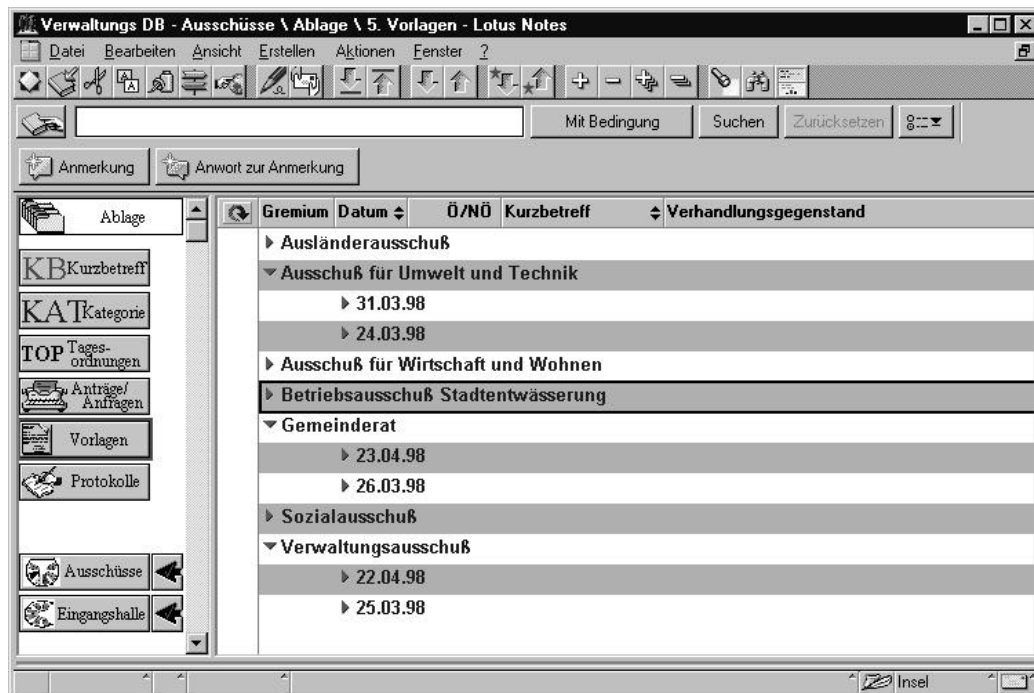 Verwaltungs DB - Ausschüsse \ Ablage \ 5. Vorlagen - Lotus Notes
Datei Bearbeiten Ansicht Erstellen Aktionen Fenster ?
Mit Bedingung Suchen Zurücksetzen
Anmerkung Anwort zur Anmerkung
Ablage
KB Kurzbetreff
KAT Kategorie
TOP Tages-
ordnungen
Anträge/
Anfragen
Vorlagen
Protokolle
Ausschüsse
Eingangshalle
Gremium Datum Ö/NÖ Kurzbetreff Verhandlungsgegenstand
Ausländerausschuß
Ausschuß für Umwelt und Technik
31.03.98
24.03.98
Ausschuß für Wirtschaft und Wohnen
Betriebsausschuß Stadtentwässerung
Gemeinderat
23.04.98
26.03.98
Sozialausschuß
Verwaltungsausschuß
22.04.98
25.03.98
Insel